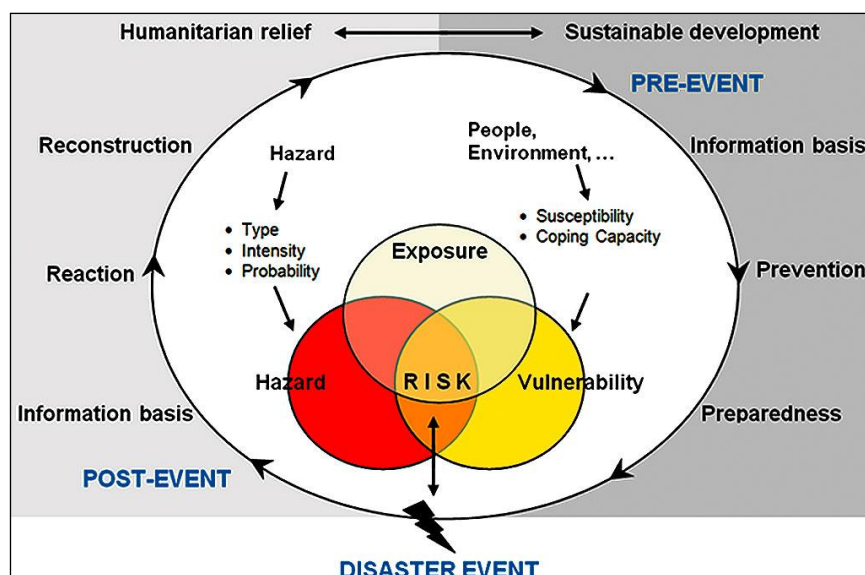 Humanitarian relief
Sustainable development
PRE-EVENT
Reconstruction
Hazard
People,
Environment, ...
Information basis
• Type
• Intensity
• Probability
• Susceptibility
• Coping Capacity
Exposure
Reaction
Prevention
Hazard
RISK
Vulnerability
Information basis
Preparedness
POST-EVENT
DISASTER EVENT